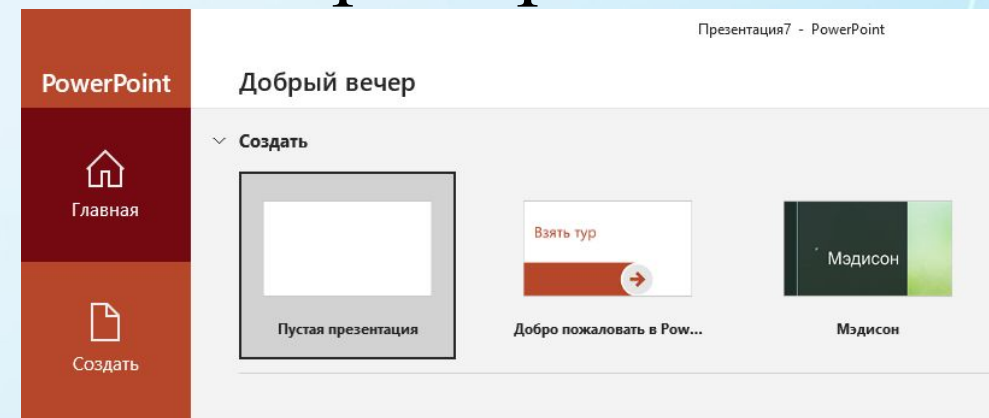 Презентация7 - PowerPoint
PowerPoint
Добрый вечер
Создать
Главная
Взять тур
Мэдисон
Пустая презентация
Добро пожаловать в Pow...
Мэдисон
Создать